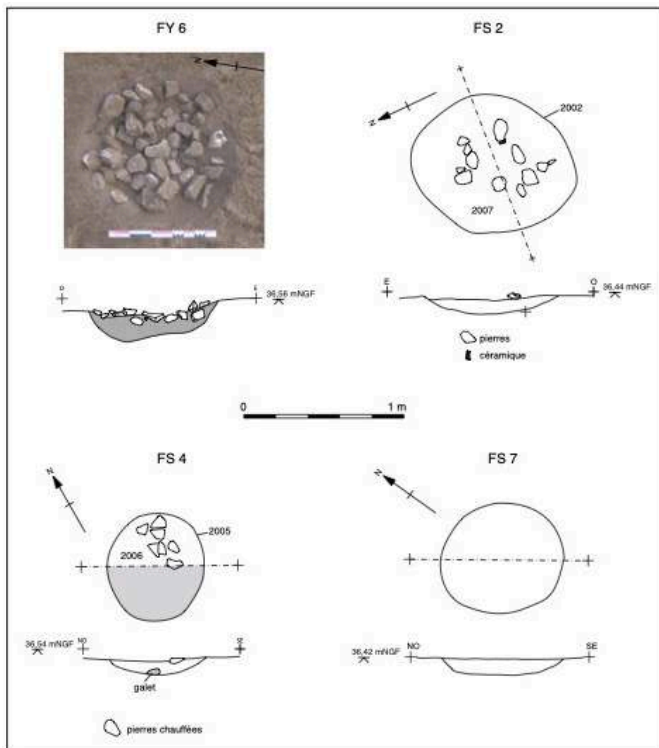 FY 6
FS 2
N
N
2002
2007
36,56 mNGF
E
O
36,44 mNGF
pierres
céramique
0
1 m
FS 4
FS 7
N
N
2005
2006
36,54 mNGF
NO
SE
36,42 mNGF
NO
SE
galet
pierres chauffées